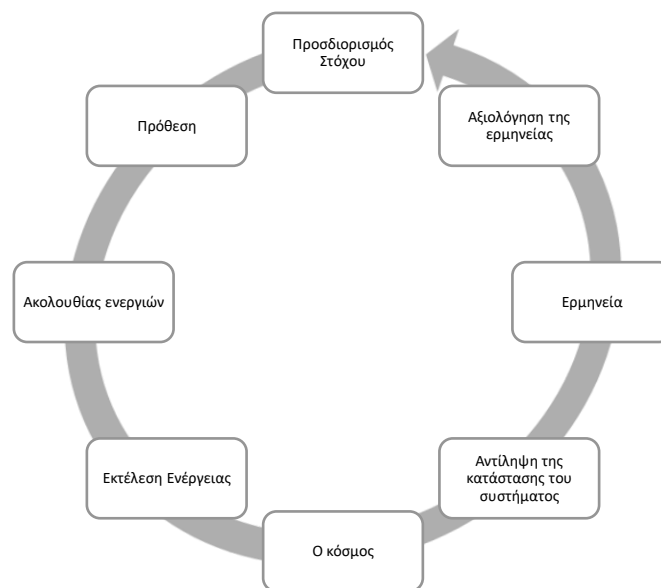 Προσδιορισμός
Στόχου
Πρόθεση
Ακολουθίας ενεργιών
Εκτέλεση Ενέργειας
Ο κόσμος
Αντίληψη της
κατάστασης του
συστήματος
Ερμηνεία
Αξιολόγηση της
ερμηνείας